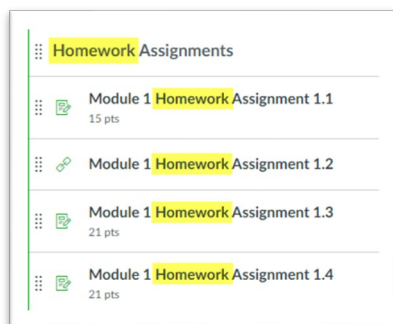 Homework Assignments
Module 1 Homework Assignment 1.1
15 pts
Module 1 Homework Assignment 1.2
Module 1 Homework Assignment 1.3
21 pts
Module 1 Homework Assignment 1.4
21 pts